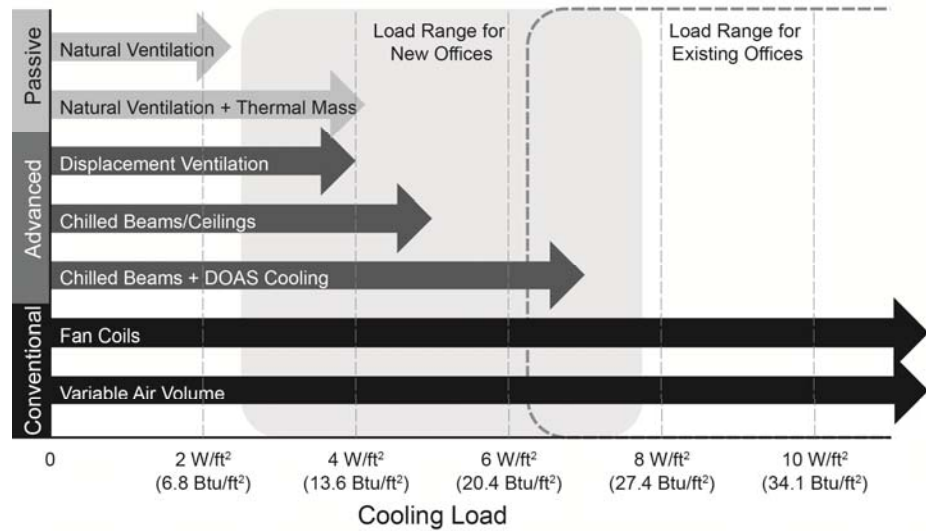 Passive
Advanced
Conventional
Load Range for
New Offices
Load Range for
Existing Offices
Natural Ventilation
Natural Ventilation + Thermal Mass
Displacement Ventilation
Chilled Beams/Ceilings
Chilled Beams + DOAS Cooling
Fan Coils
Variable Air Volume
0
2 W/ft²
(6.8 Btu/ft²)
4 W/ft²
(13.6 Btu/ft²)
6 W/ft²
(20.4 Btu/ft²)
8 W/ft²
(27.4 Btu/ft²)
10 W/ft²
(34.1 Btu/ft²)
Cooling Load